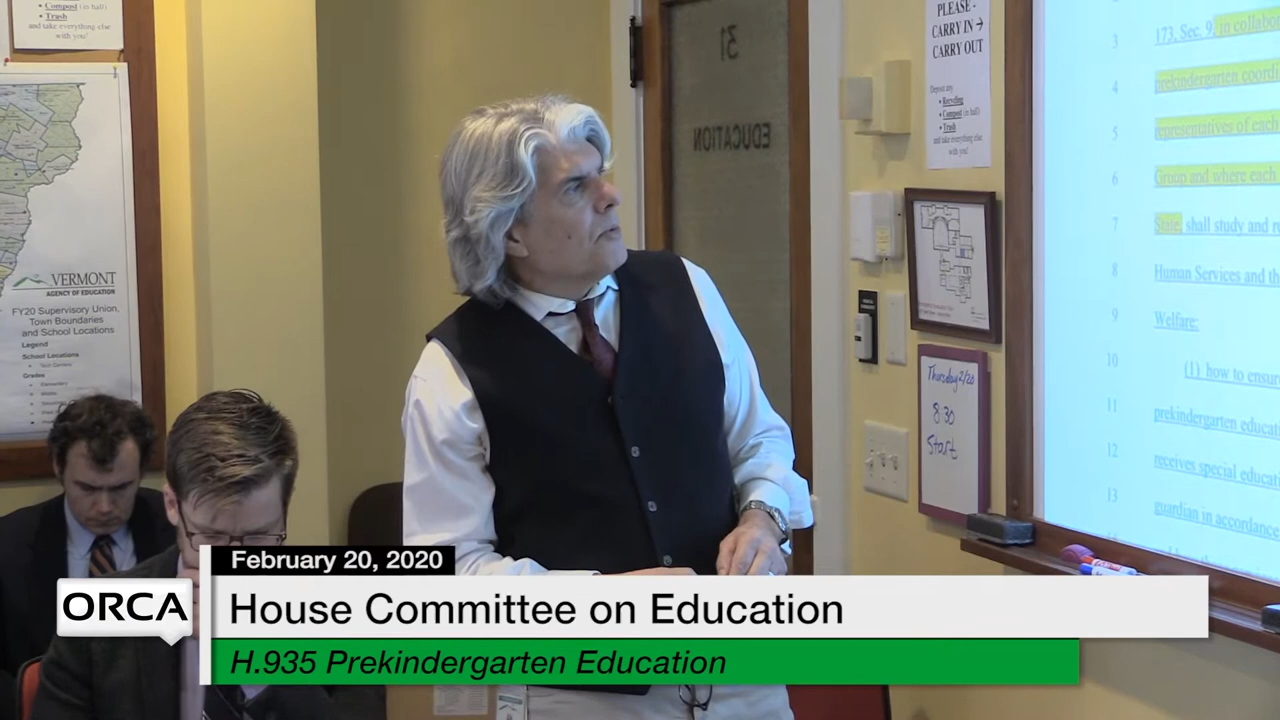 • Compost (in hall)
• Trash
and take everything else
with you!
VERMONT
AGENCY OF EDUCATION
FY20 Supervisory Union,
Town Boundaries
and School Locations
Legend
School Locations
Grades
31
EDUCATION
PLEASE -
CARRY IN →
CARRY OUT
Deposit any
• Recycling
• Compost (in hall)
• Trash
and take everything else
with you!
Thursday 2/20
8:30
Start
3 173, Sec. 9, in collabo
4 prekindergarten coordi
5 representatives of each
6 Group and where each
7 State, shall study and re
8 Human Services and th
9 Welfare:
10 (1) how to ensure
11 prekindergarten educati
12 receives special educati
13 guardian in accordance
February 20, 2020
ORCA
House Committee on Education
H.935 Prekindergarten Education